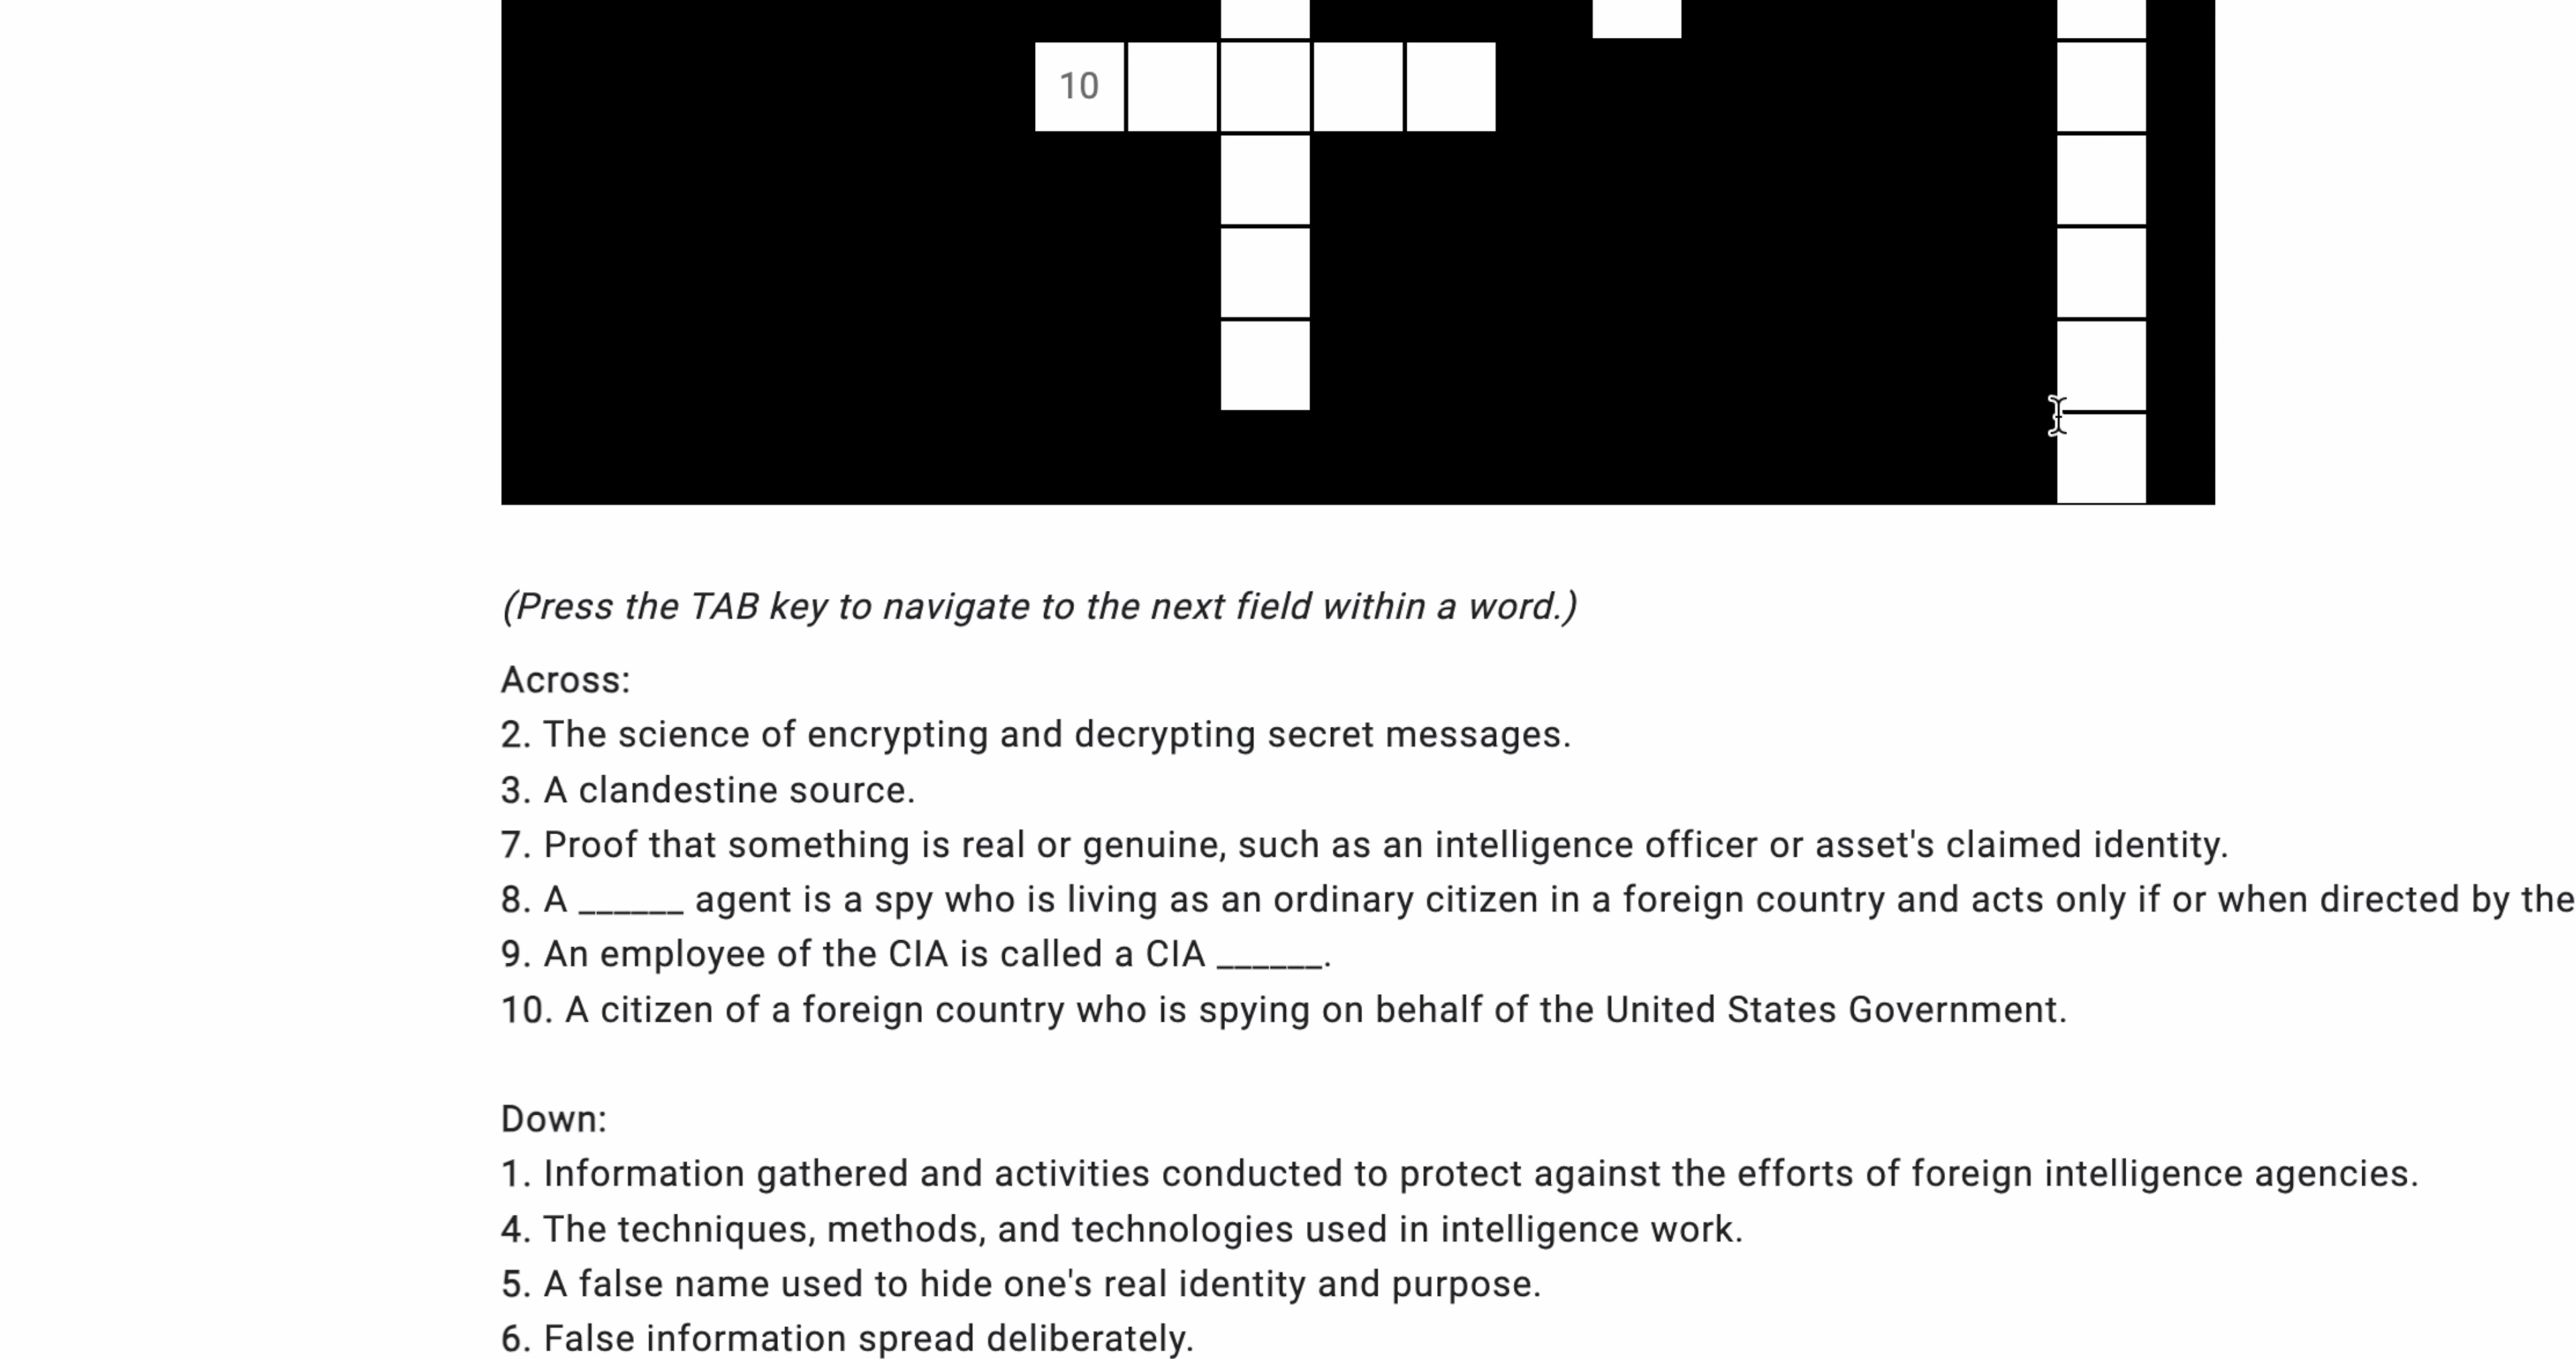 10
(Press the TAB key to navigate to the next field within a word.)
Across:
2. The science of encrypting and decrypting secret messages.
3. A clandestine source.
7. Proof that something is real or genuine, such as an intelligence officer or asset's claimed identity.
8. A ______ agent is a spy who is living as an ordinary citizen in a foreign country and acts only if or when directed by the
9. An employee of the CIA is called a CIA ______.
10. A citizen of a foreign country who is spying on behalf of the United States Government.
Down:
1. Information gathered and activities conducted to protect against the efforts of foreign intelligence agencies.
4. The techniques, methods, and technologies used in intelligence work.
5. A false name used to hide one's real identity and purpose.
6. False information spread deliberately.